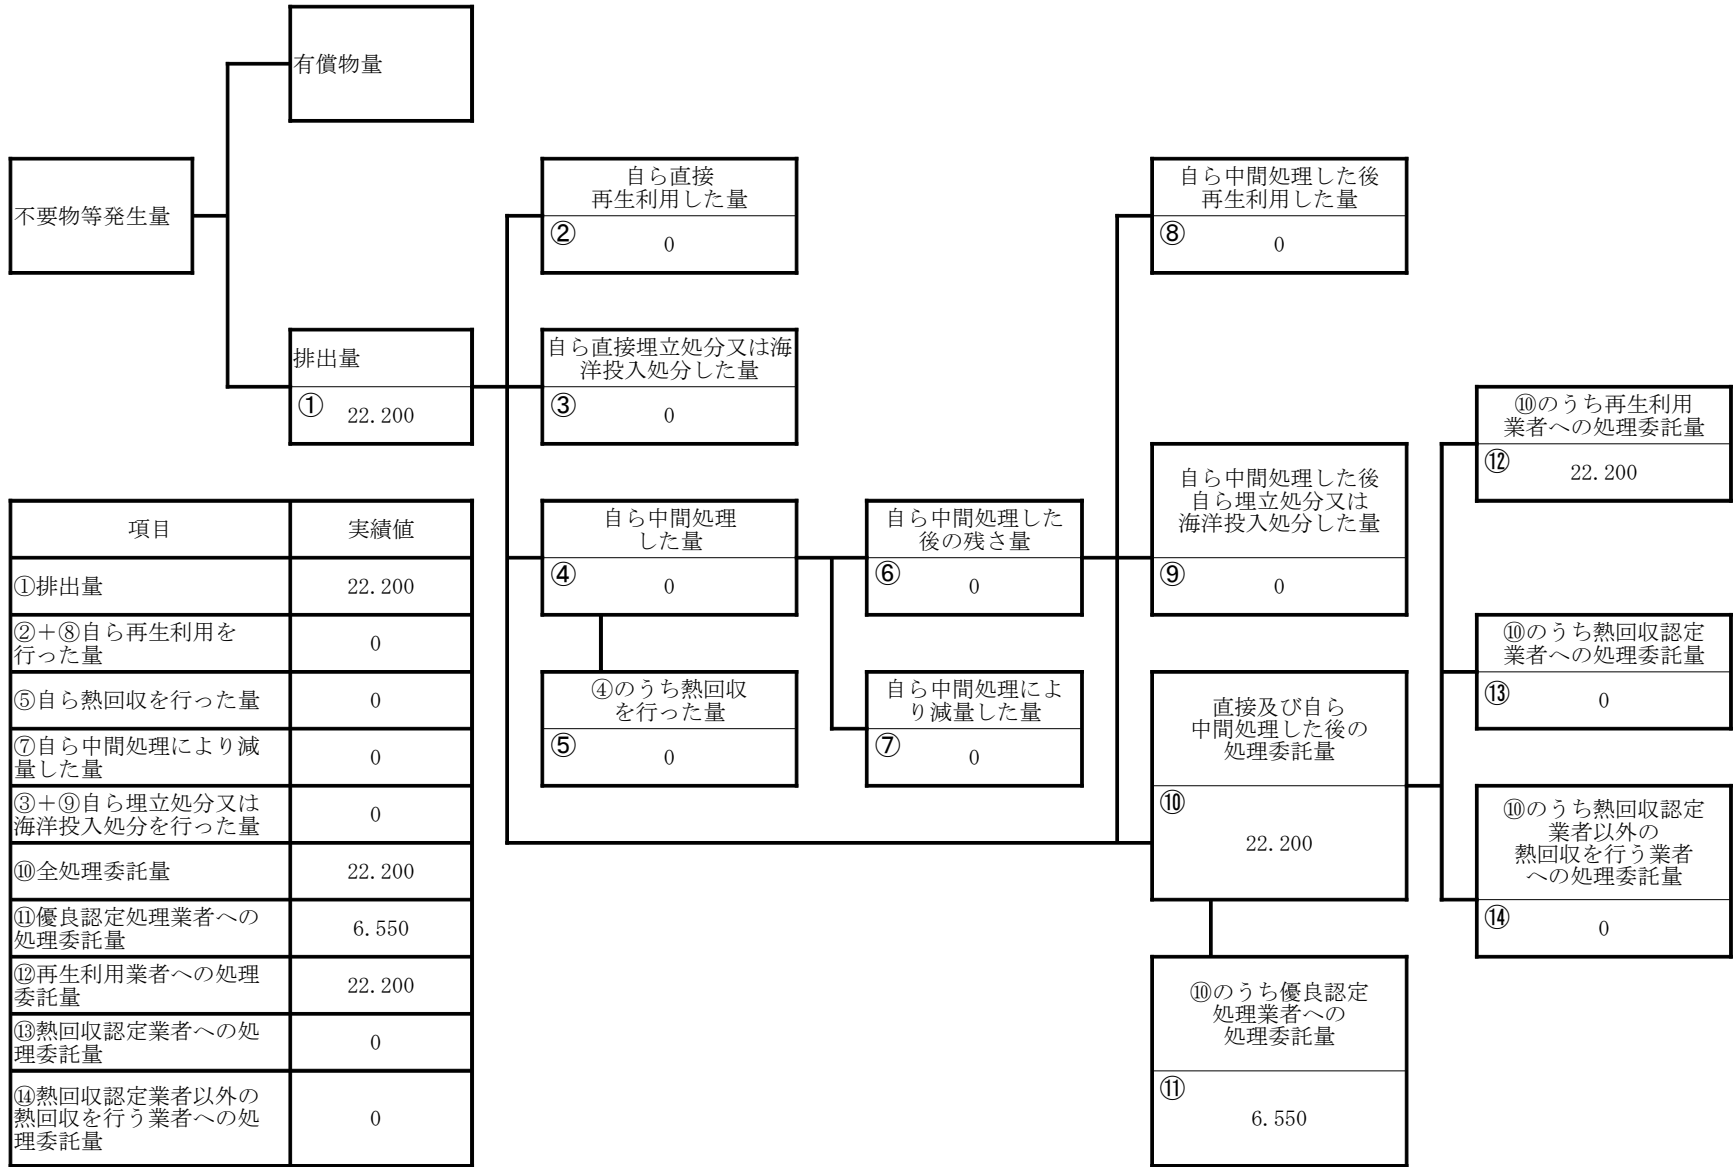 有償物量
不要物等発生量
自ら直接
再生利用した量
②
0
自ら中間処理した後
再生利用した量
⑧
0
排出量
①
22.200
自ら直接埋立処分又は海
洋投入処分した量
③
0
⑩のうち再生利用
業者への処理委託量
⑫
22.200
自ら中間処理
した量
④
0
自ら中間処理した
後の残さ量
⑥
0
自ら中間処理した後
自ら埋立処分又は
海洋投入処分した量
⑨
0
④のうち熱回収
を行った量
⑤
0
自ら中間処理によ
り減量した量
⑦
0
直接及び自ら
中間処理した後の
処理委託量
⑩
22.200
⑩のうち熱回収認定
業者への処理委託量
⑬
0
⑩のうち熱回収認定
業者以外の
熱回収を行う業者
への処理委託量
⑭
0
⑩のうち優良認定
処理業者への
処理委託量
⑪
6.550
項目 実績値
①排出量 22.200
②+⑧自ら再生利用を
行った量 0
⑤自ら熱回収を行った量 0
⑦自ら中間処理により減
量した量 0
③+⑨自ら埋立処分又は
海洋投入処分を行った量 0
⑩全処理委託量 22.200
⑪優良認定処理業者への
処理委託量 6.550
⑫再生利用業者への処理
委託量 22.200
⑬熱回収認定業者への処
理委託量 0
⑭熱回収認定業者以外の
熱回収を行う業者への処
理委託量 0